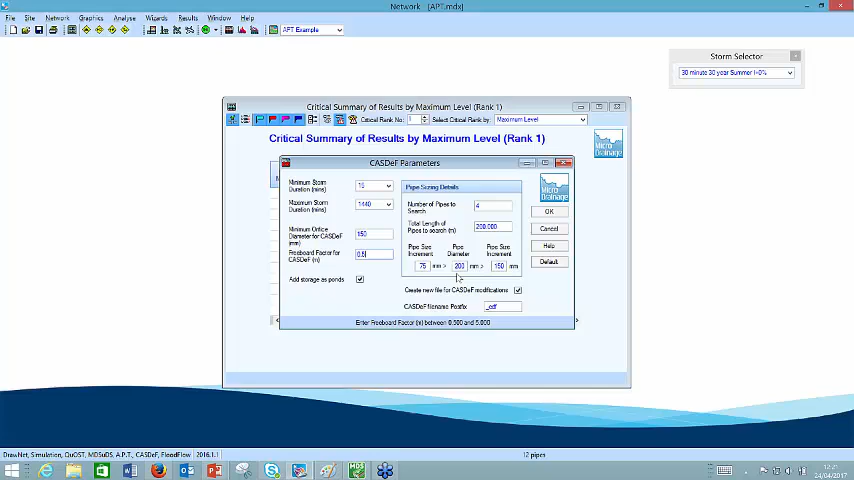 Network - [APT.mdx]
File Site Network Graphics Analyse Wizards Results Window Help
APT Example
Storm Selector
30 minute 30 year Summer I+0%
Critical Summary of Results by Maximum Level (Rank 1)
Critical Rank No: 1 Select Critical Rank by: Maximum Level
Critical Summary of Results by Maximum Level (Rank 1)
Micro Drainage
CASDeF Parameters
Minimum Storm Duration (mins) 15
Maximum Storm Duration (mins) 1440
Minimum Orifice Diameter for CASDeF (mm) 150
Freeboard Factor for CASDeF (m) 0.5
Add storage as ponds
Pipe Sizing Details
Number of Pipes to Search 4
Total Length of Pipes to search (m) 200.000
Pipe Size Increment Pipe Diameter Pipe Size Increment
75 mm > 200 mm > 150 mm
Create new file for CASDeF modifications
CASDeF filename Postfix _cdf
Micro Drainage
OK
Cancel
Help
Default
Enter Freeboard Factor (m) between 0.500 and 5.000
DrawNet, Simulation, QuOST, MDSuDS, A.P.T., CASDeF, FloodFlow 2016.1.1 12 pipes
12:21
24/04/2017